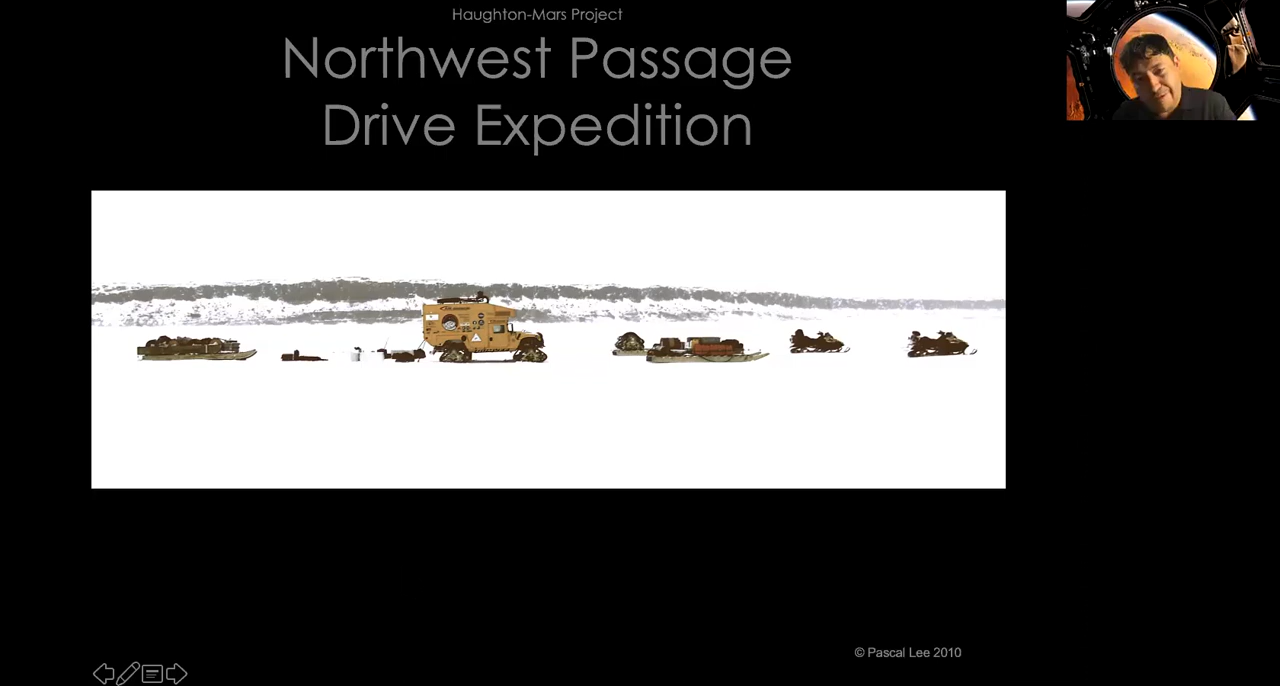 Haughton-Mars Project
Northwest Passage
Drive Expedition
© Pascal Lee 2010